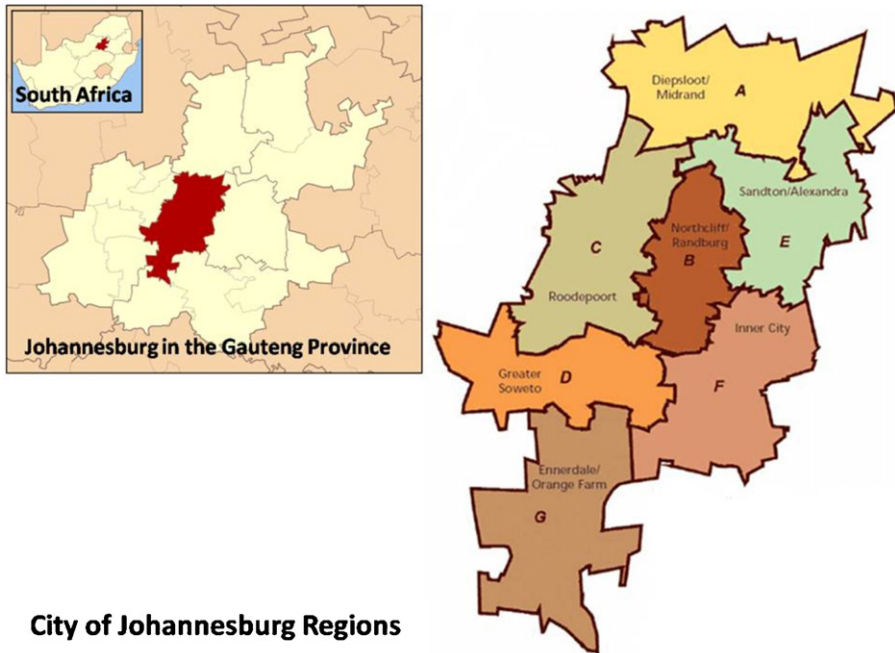 South Africa
Johannesburg in the Gauteng Province
Diepsloot/
Midrand
A
Sandton/Alexandra
E
Northcliff/
Randburg
B
C
Roodepoort
Inner City
F
Greater
Soweto
D
Ennerdale/
Orange Farm
G
City of Johannesburg Regions